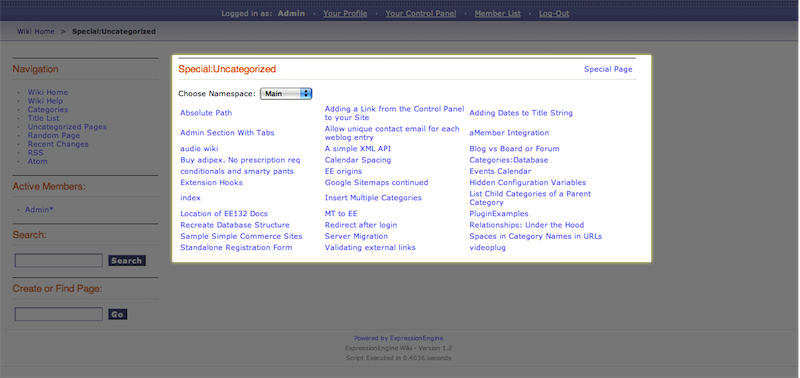 Logged in as: Admin · Your Profile · Your Control Panel · Member List · Log-Out
Wiki Home > Special:Uncategorized
Navigation
· Wiki Home
· Wiki Help
· Categories
· Title List
· Uncategorized Pages
· Random Page
· Recent Changes
· RSS
· Atom
Active Members:
· Admin*
Search:
Search
Create or Find Page:
Go
Special:Uncategorized Special Page
Choose Namespace: Main
Absolute Path Adding a Link from the Control Panel to your Site Adding Dates to Title String
Admin Section With Tabs Allow unique contact email for each weblog entry aMember Integration
audio wiki A simple XML API Blog vs Board or Forum
Buy adipex. No prescription req Calendar Spacing Categories:Database
conditionals and smarty pants EE origins Events Calendar
Extension Hooks Google Sitemaps continued Hidden Configuration Variables
index Insert Multiple Categories List Child Categories of a Parent Category
Location of EE132 Docs MT to EE PluginExamples
Recreate Database Structure Redirect after login Relationships: Under the Hood
Sample Simple Commerce Sites Server Migration Spaces in Category Names in URLs
Standalone Registration Form Validating external links videoplug
Powered by ExpressionEngine
ExpressionEngine Wiki - Version 1.2
Script Executed in 0.4036 seconds